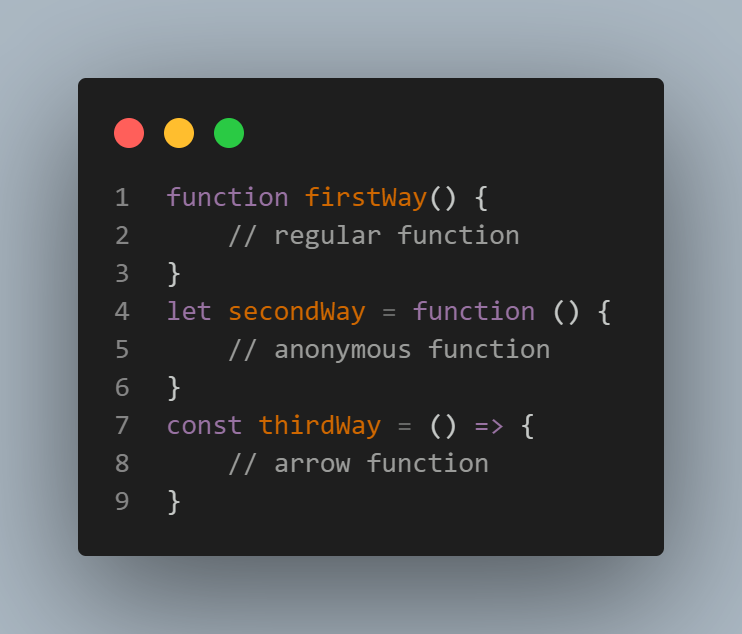 1 function firstWay() {
2     // regular function
3 }
4 let secondWay = function () {
5     // anonymous function
6 }
7 const thirdWay = () => {
8     // arrow function
9 }